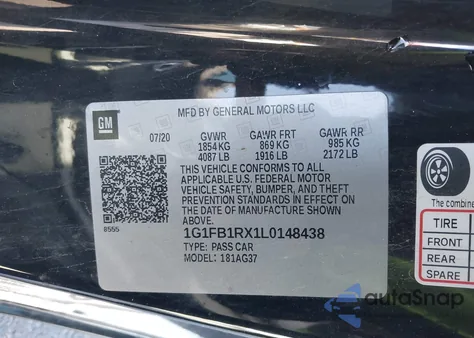 MFD BY GENERAL MOTORS LLC
GM
07/20 GVWR GAWR FRT GAWR RR
1854 KG 869 KG 985 KG
4087 LB 1916 LB 2172 LB
THIS VEHICLE CONFORMS TO ALL
APPLICABLE U.S. FEDERAL MOTOR
VEHICLE SAFETY, BUMPER, AND THEFT
PREVENTION STANDARDS IN EFFECT ON THE
DATE OF MANUFACTURE SHOWN
ABOVE.
8555
1G1FB1RX1L0148438
TYPE: PASS CAR
MODEL: 181AG37
The co
TIRE
FRONT
REAR
SPARE
autoSnap